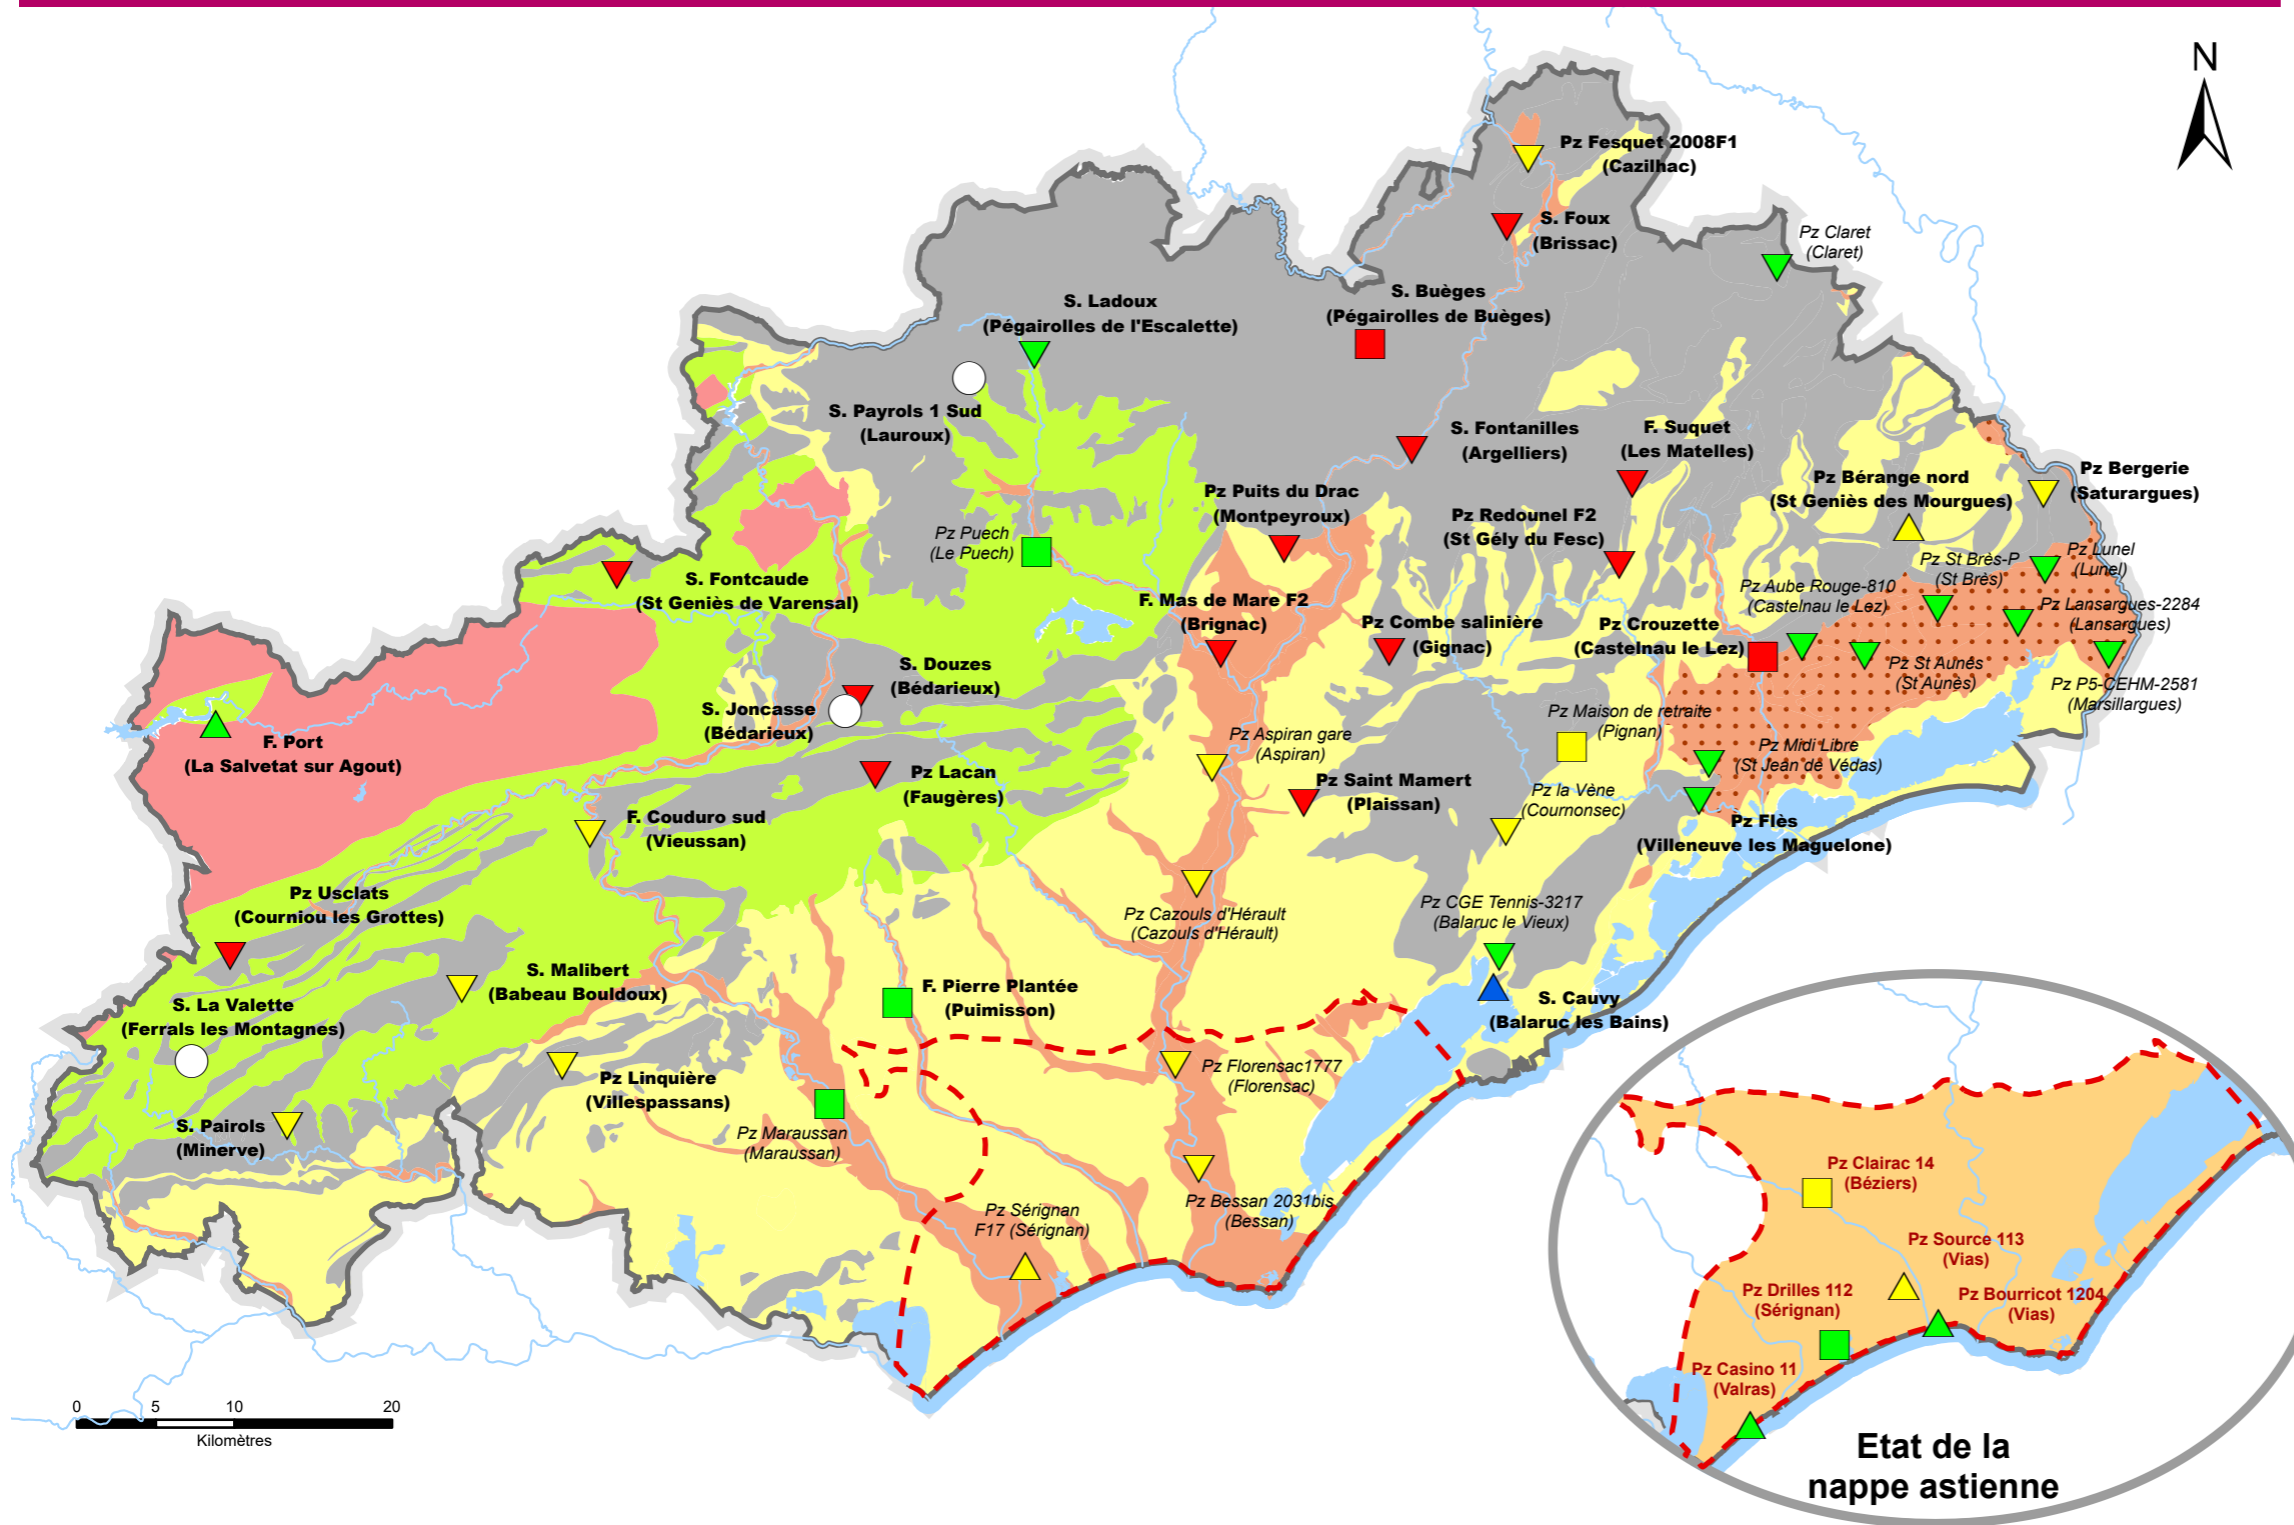 N
Pz Fesquet 2008F1
(Cazilhac)
S. Foux
(Brissac)
Pz Claret
(Claret)
S. Ladoux
(Pégairolles de l'Escalette)
S. Buèges
(Pégairolles de Buèges)
S. Payrols 1 Sud
(Lauroux)
S. Fontanilles
(Argelliers)
F. Suquet
(Les Matelles)
Pz Bérange nord
(St Geniès des Mourgues)
Pz Bergerie
(Saturargues)
Pz Puits du Drac
(Montpeyroux)
Pz Redounel F2
(St Gély du Fesc)
Pz Puech
(Le Puech)
Pz St Brès-P
(St Brès)
Pz Lunel
(Lunel)
S. Fontcaude
(St Geniès de Varensal)
Pz Aube Rouge-810
(Castelnau le Lez)
F. Mas de Mare F2
(Brignac)
Pz Combe salinière
(Gignac)
Pz Crouzette
(Castelnau le Lez)
Pz Lansargues-2284
(Lansargues)
S. Douzes
(Bédarieux)
Pz St Aunés
(St Aunès)
Pz P5-CEHM-2581
(Marsillargues)
S. Joncasse
(Bédarieux)
Pz Maison de retraite
(Pignan)
F. Port
(La Salvetat sur Agout)
Pz Aspiran gare
(Aspiran)
Pz Midi Libre
(St Jean de Védas)
Pz Lacan
(Faugères)
Pz Saint Mamert
(Plaissan)
Pz la Vène
(Cournonsec)
F. Couduro sud
(Vieussan)
Pz Flès
(Villeneuve les Maguelone)
Pz Usclats
(Courniou les Grottes)
Pz Cazouls d'Hérault
(Cazouls d'Hérault)
Pz CGE Tennis-3217
(Balaruc le Vieux)
S. Malibert
(Babeau Bouldoux)
F. Pierre Plantée
(Puimisson)
S. La Valette
(Ferrals les Montagnes)
S. Cauvy
(Balaruc les Bains)
Pz Linquière
(Villespassans)
Pz Florensac1777
(Florensac)
S. Pairols
(Minerve)
Pz Maraussan
(Maraussan)
Pz Sérignan
F17 (Sérignan)
Pz Bessan 2031bis
(Bessan)
Pz Clairac 14
(Béziers)
Pz Source 113
(Vias)
Pz Drilles 112
(Sérignan)
Pz Bourricot 1204
(Vias)
Pz Casino 11
(Valras)
0 5 10 20
Kilomètres
Etat de la
nappe astienne